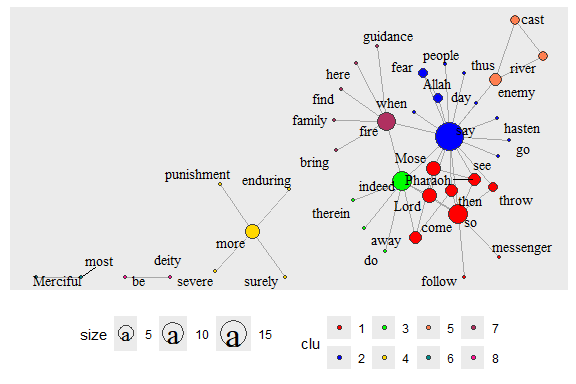 cast
guidance
people
thus
river
fear
here
enemy
Allah
day
find
when
say
family
fire
hasten
go
bring
Mose
see
punishment
enduring
Pharaoh
indeed
then
throw
Lord
therein
so
come
more
away
messenger
most
deity
do
Merciful
be
severe
surely
follow
size a 5 a 10 a 15
clu 1 3 5 7
2 4 6 8